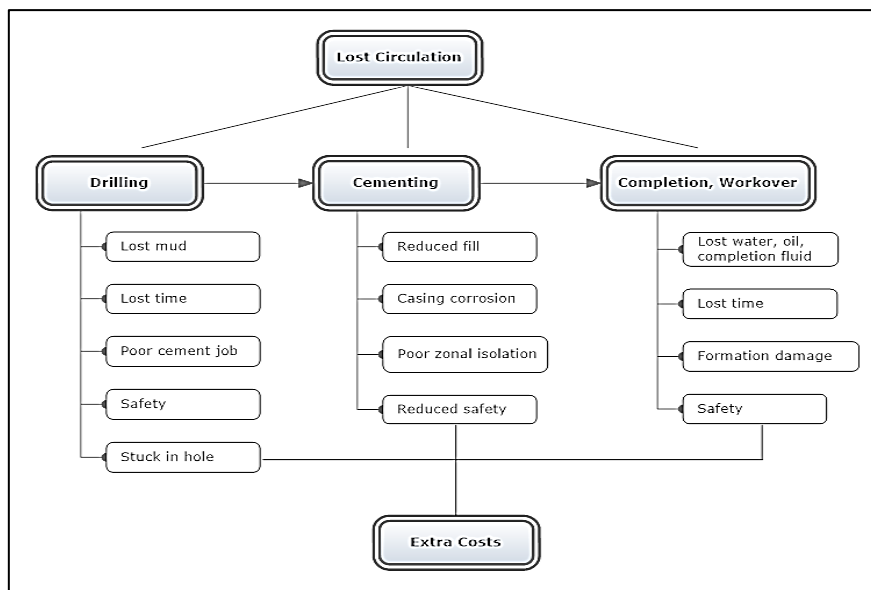 Lost Circulation
Drilling
Cementing
Completion, Workover
Lost mud
Lost time
Poor cement job
Safety
Stuck in hole
Reduced fill
Casing corrosion
Poor zonal isolation
Reduced safety
Lost water, oil,
completion fluid
Lost time
Formation damage
Safety
Extra Costs